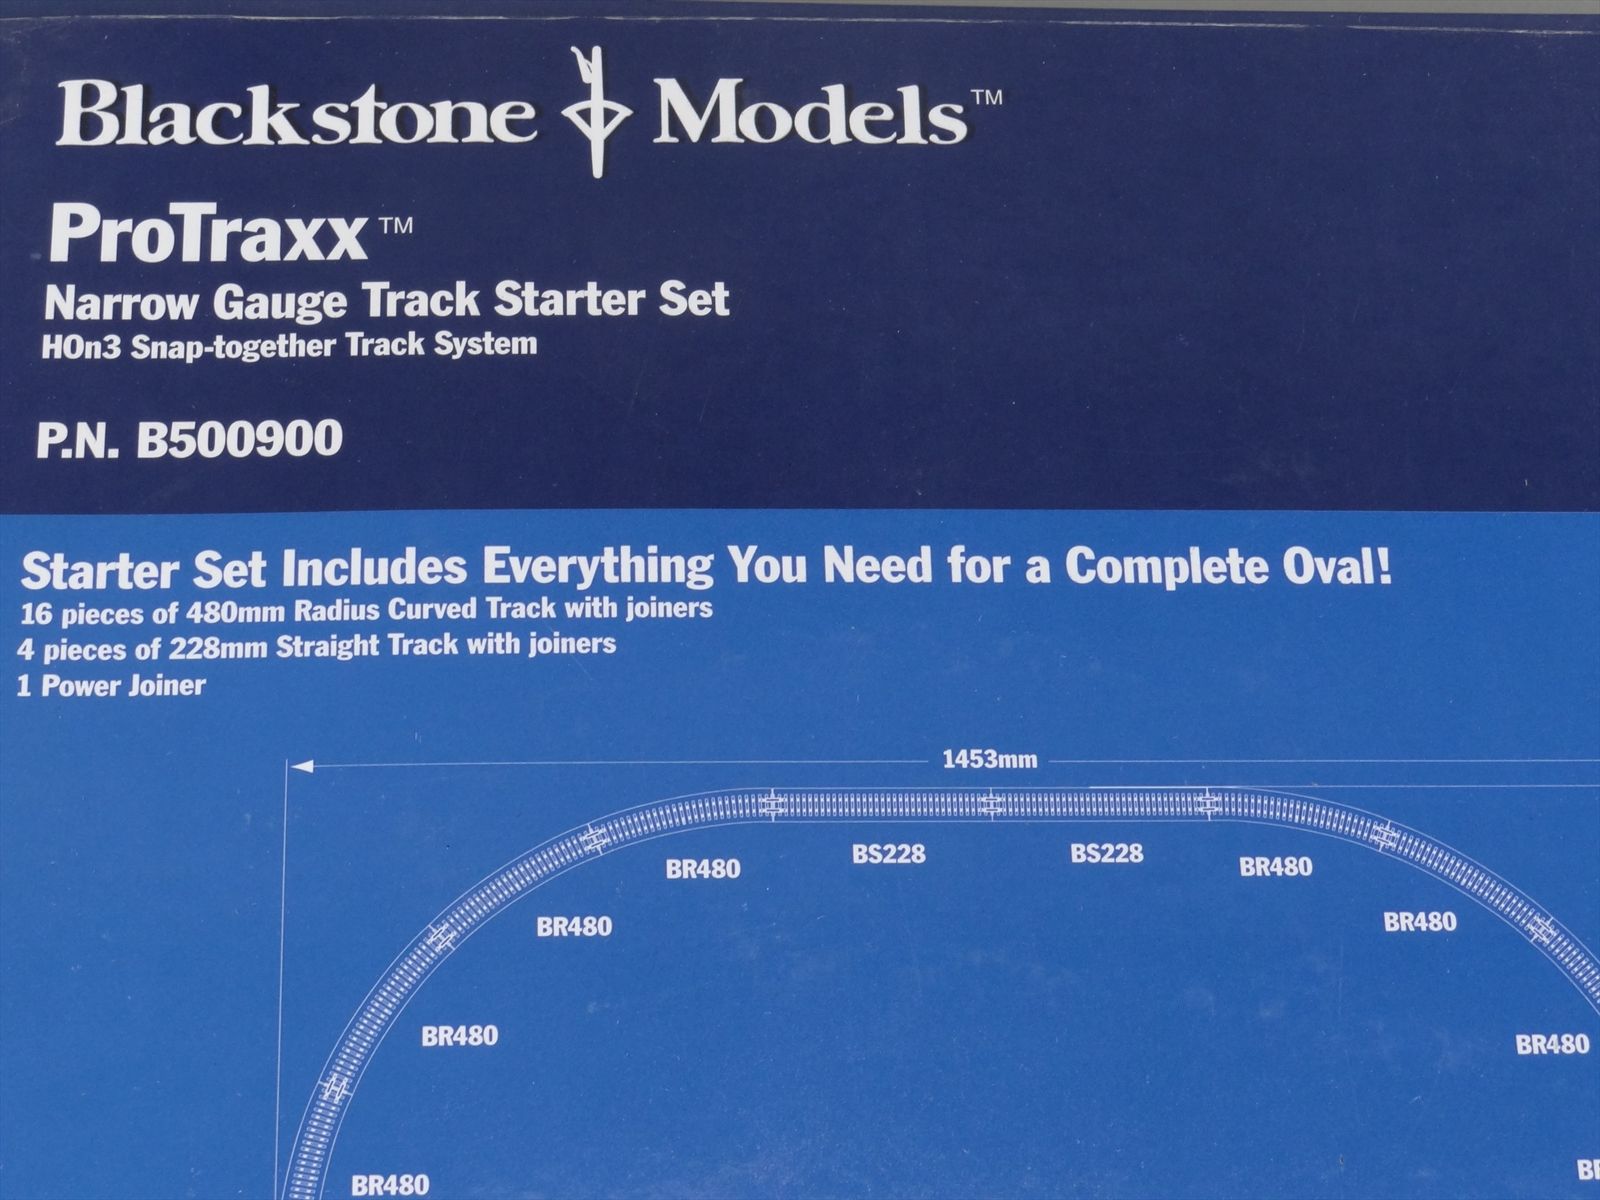 Blackstone Models™
ProTraxx™
Narrow Gauge Track Starter Set
HOn3 Snap-together Track System
P.N. B500900
Starter Set Includes Everything You Need for a Complete Oval!
16 pieces of 480mm Radius Curved Track with joiners
4 pieces of 228mm Straight Track with joiners
1 Power Joiner
1453mm
BR480 BS228 BS228 BR480
BR480 BR480
BR480 BR480
BR480